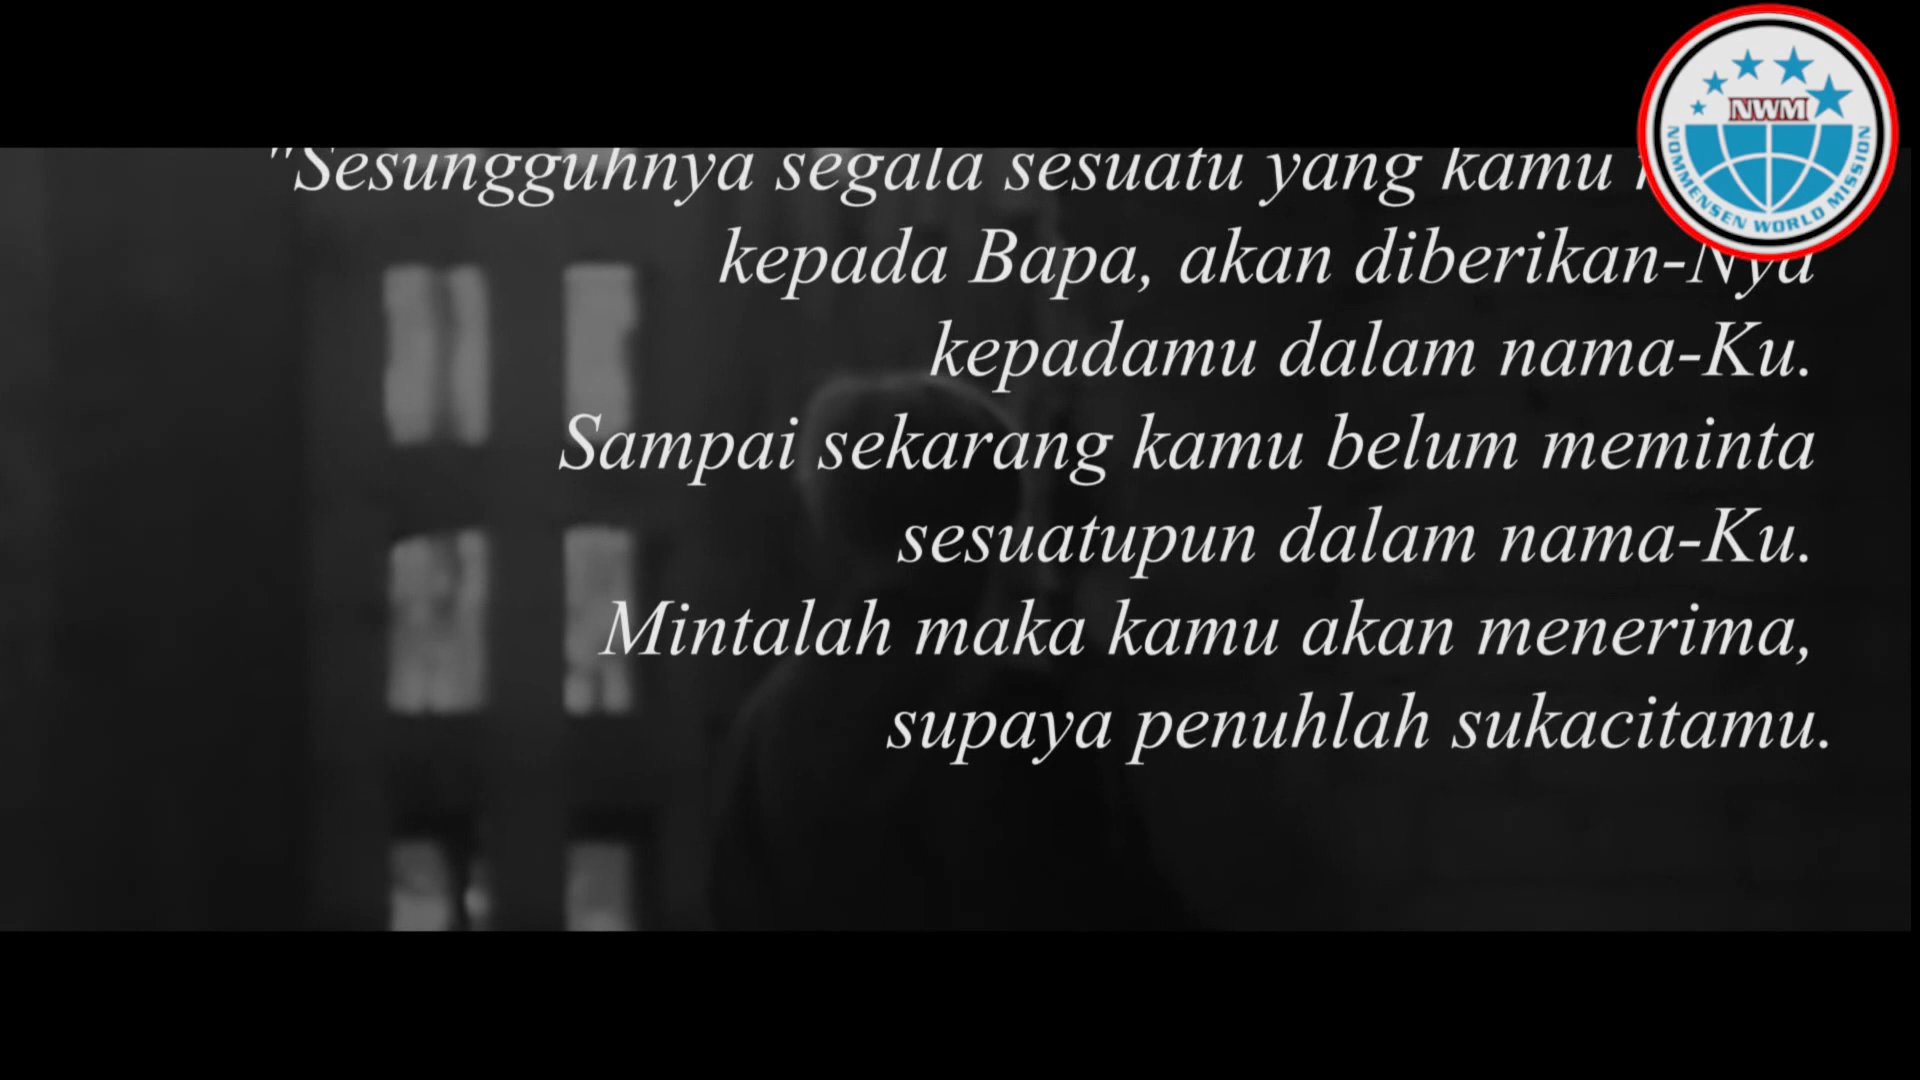 "Sesungguhnya segala sesuatu yang kamu
kepada Bapa, akan diberikan-Nya
kepadamu dalam nama-Ku.
Sampai sekarang kamu belum meminta
sesuatupun dalam nama-Ku.
Mintalah maka kamu akan menerima,
supaya penuhlah sukacitamu.
NWM
NOMMENSEN WORLD MISSION